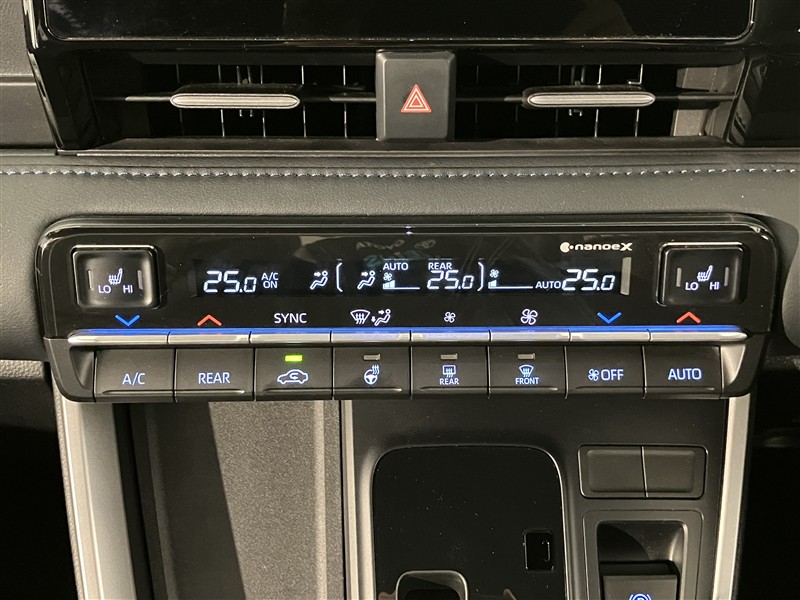 nanoeX
LO HI
25.0 A/C ON AUTO REAR 25.0 AUTO 25.0
LO HI
SYNC
A/C REAR REAR FRONT OFF AUTO